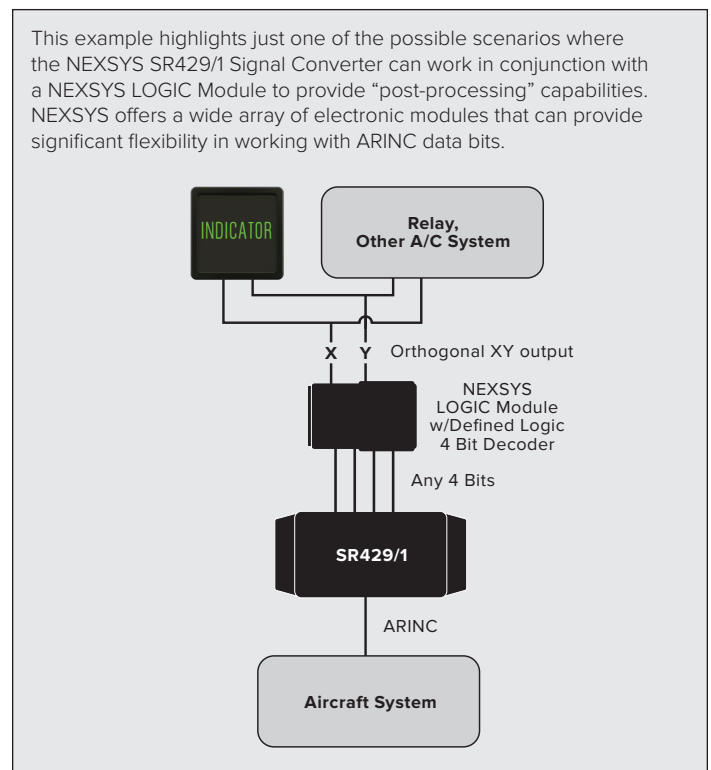 This example highlights just one of the possible scenarios where
the NEXSYS SR429/1 Signal Converter can work in conjunction with
a NEXSYS LOGIC Module to provide “post-processing” capabilities.
NEXSYS offers a wide array of electronic modules that can provide
significant flexibility in working with ARINC data bits.
INDICATOR
Relay,
Other A/C System
X Y Orthogonal XY output
NEXSYS
LOGIC Module
w/Defined Logic
4 Bit Decoder
Any 4 Bits
SR429/1
ARINC
Aircraft System